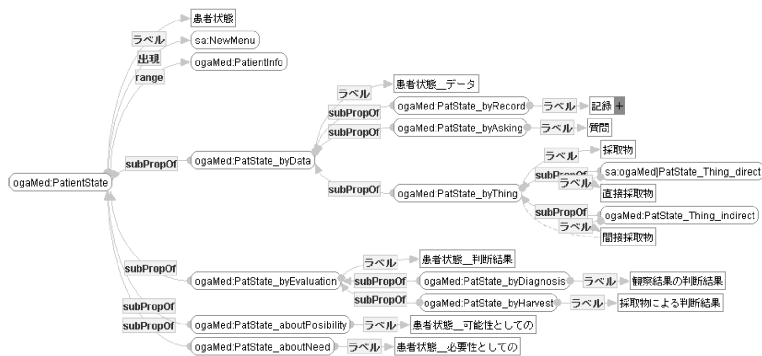 患者状態
ラベル
sa:NewMenu
出現
ogaMed:PatientInfo
range
患者状態__データ
ラベル
subPropOf
ogaMed:PatState_byRecord
ラベル
記録
+
subPropOf
ogaMed:PatState_byAsking
ラベル
質問
subPropOf
ogaMed:PatState_byData
採取物
ラベル
subPropOf
sa:ogaMed|PatState_Thing_direct
ogaMed:PatientState
subPropOf
ogaMed:PatState_byThing
ラベル
直接採取物
subPropOf
ogaMed:PatState_Thing_indirect
ラベル
間接採取物
患者状態__判断結果
ラベル
subPropOf
ogaMed:PatState_byEvaluation
subPropOf
ogaMed:PatState_byDiagnosis
ラベル
観察結果の判断結果
subPropOf
ogaMed:PatState_byHarvest
ラベル
採取物による判断結果
subPropOf
subPropOf
ogaMed:PatState_aboutPosibility
ラベル
患者状態__可能性としての
ogaMed:PatState_aboutNeed
ラベル
患者状態__必要性としての